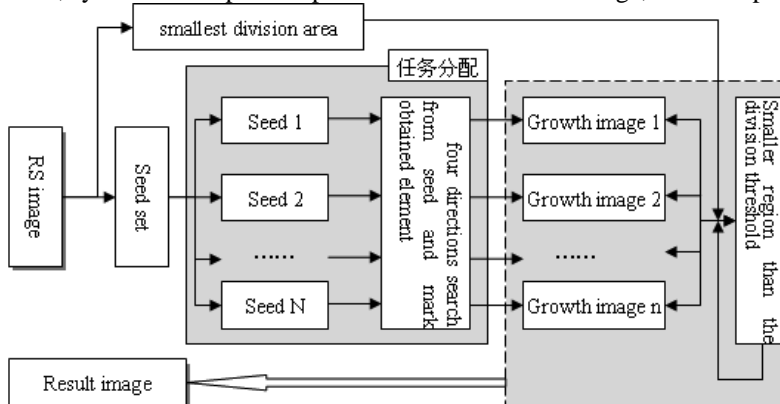 smallest division area
任务分配
RS image
Seed set
Seed 1
Seed 2
......
Seed N
four directions search
from seed and mark
obtained element
Growth image 1
Growth image 2
......
Growth image n
Smaller region than the
division threshold
Result image